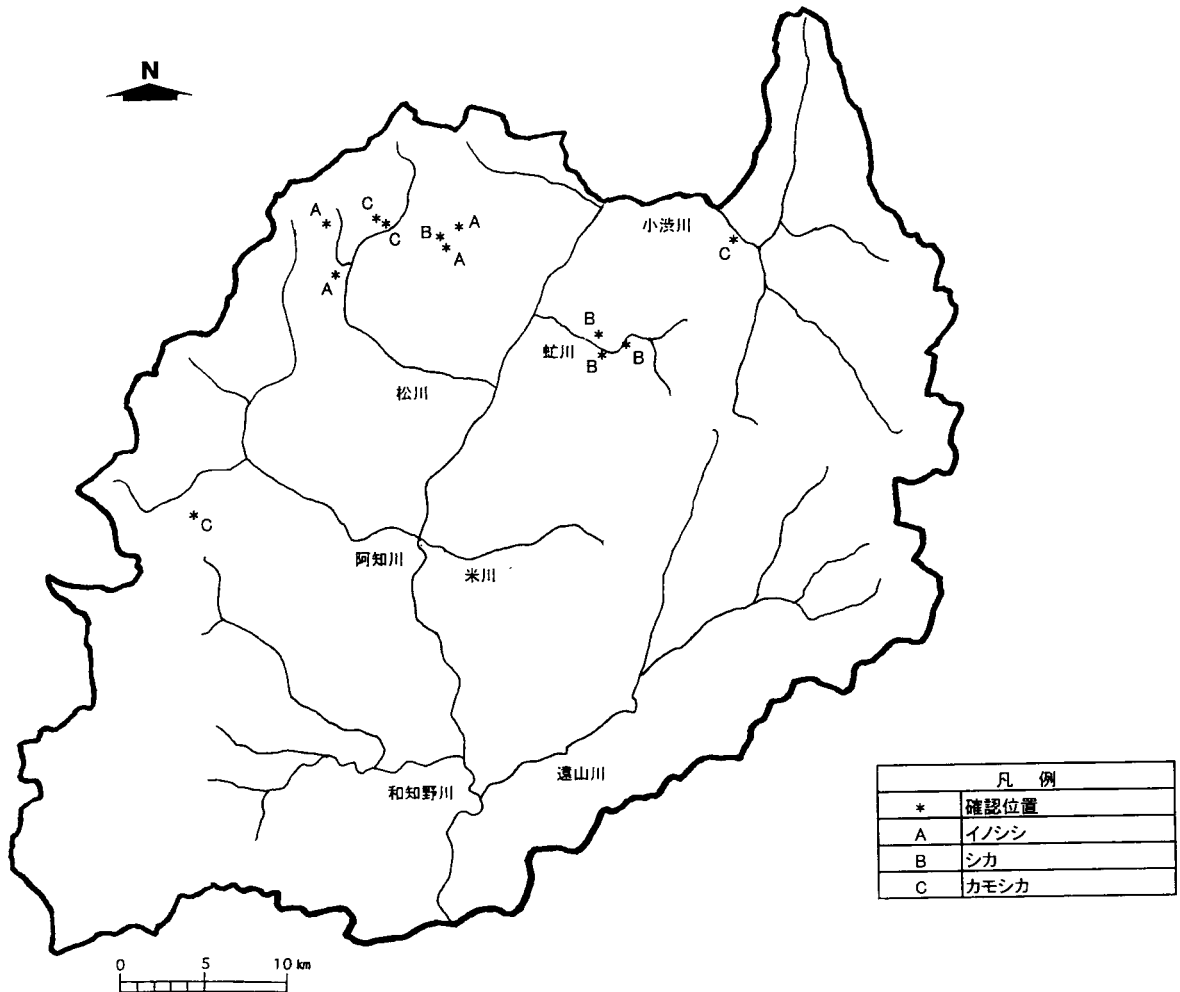 N
小渋川
A *
C *
* C
B * * A
* A
* C
A *
B *
虻川
B * * B
松川
* C
阿知川
米川
遠山川
和知野川
凡 例
* 確認位置
A イノシシ
B シカ
C カモシカ
0 5 10 km